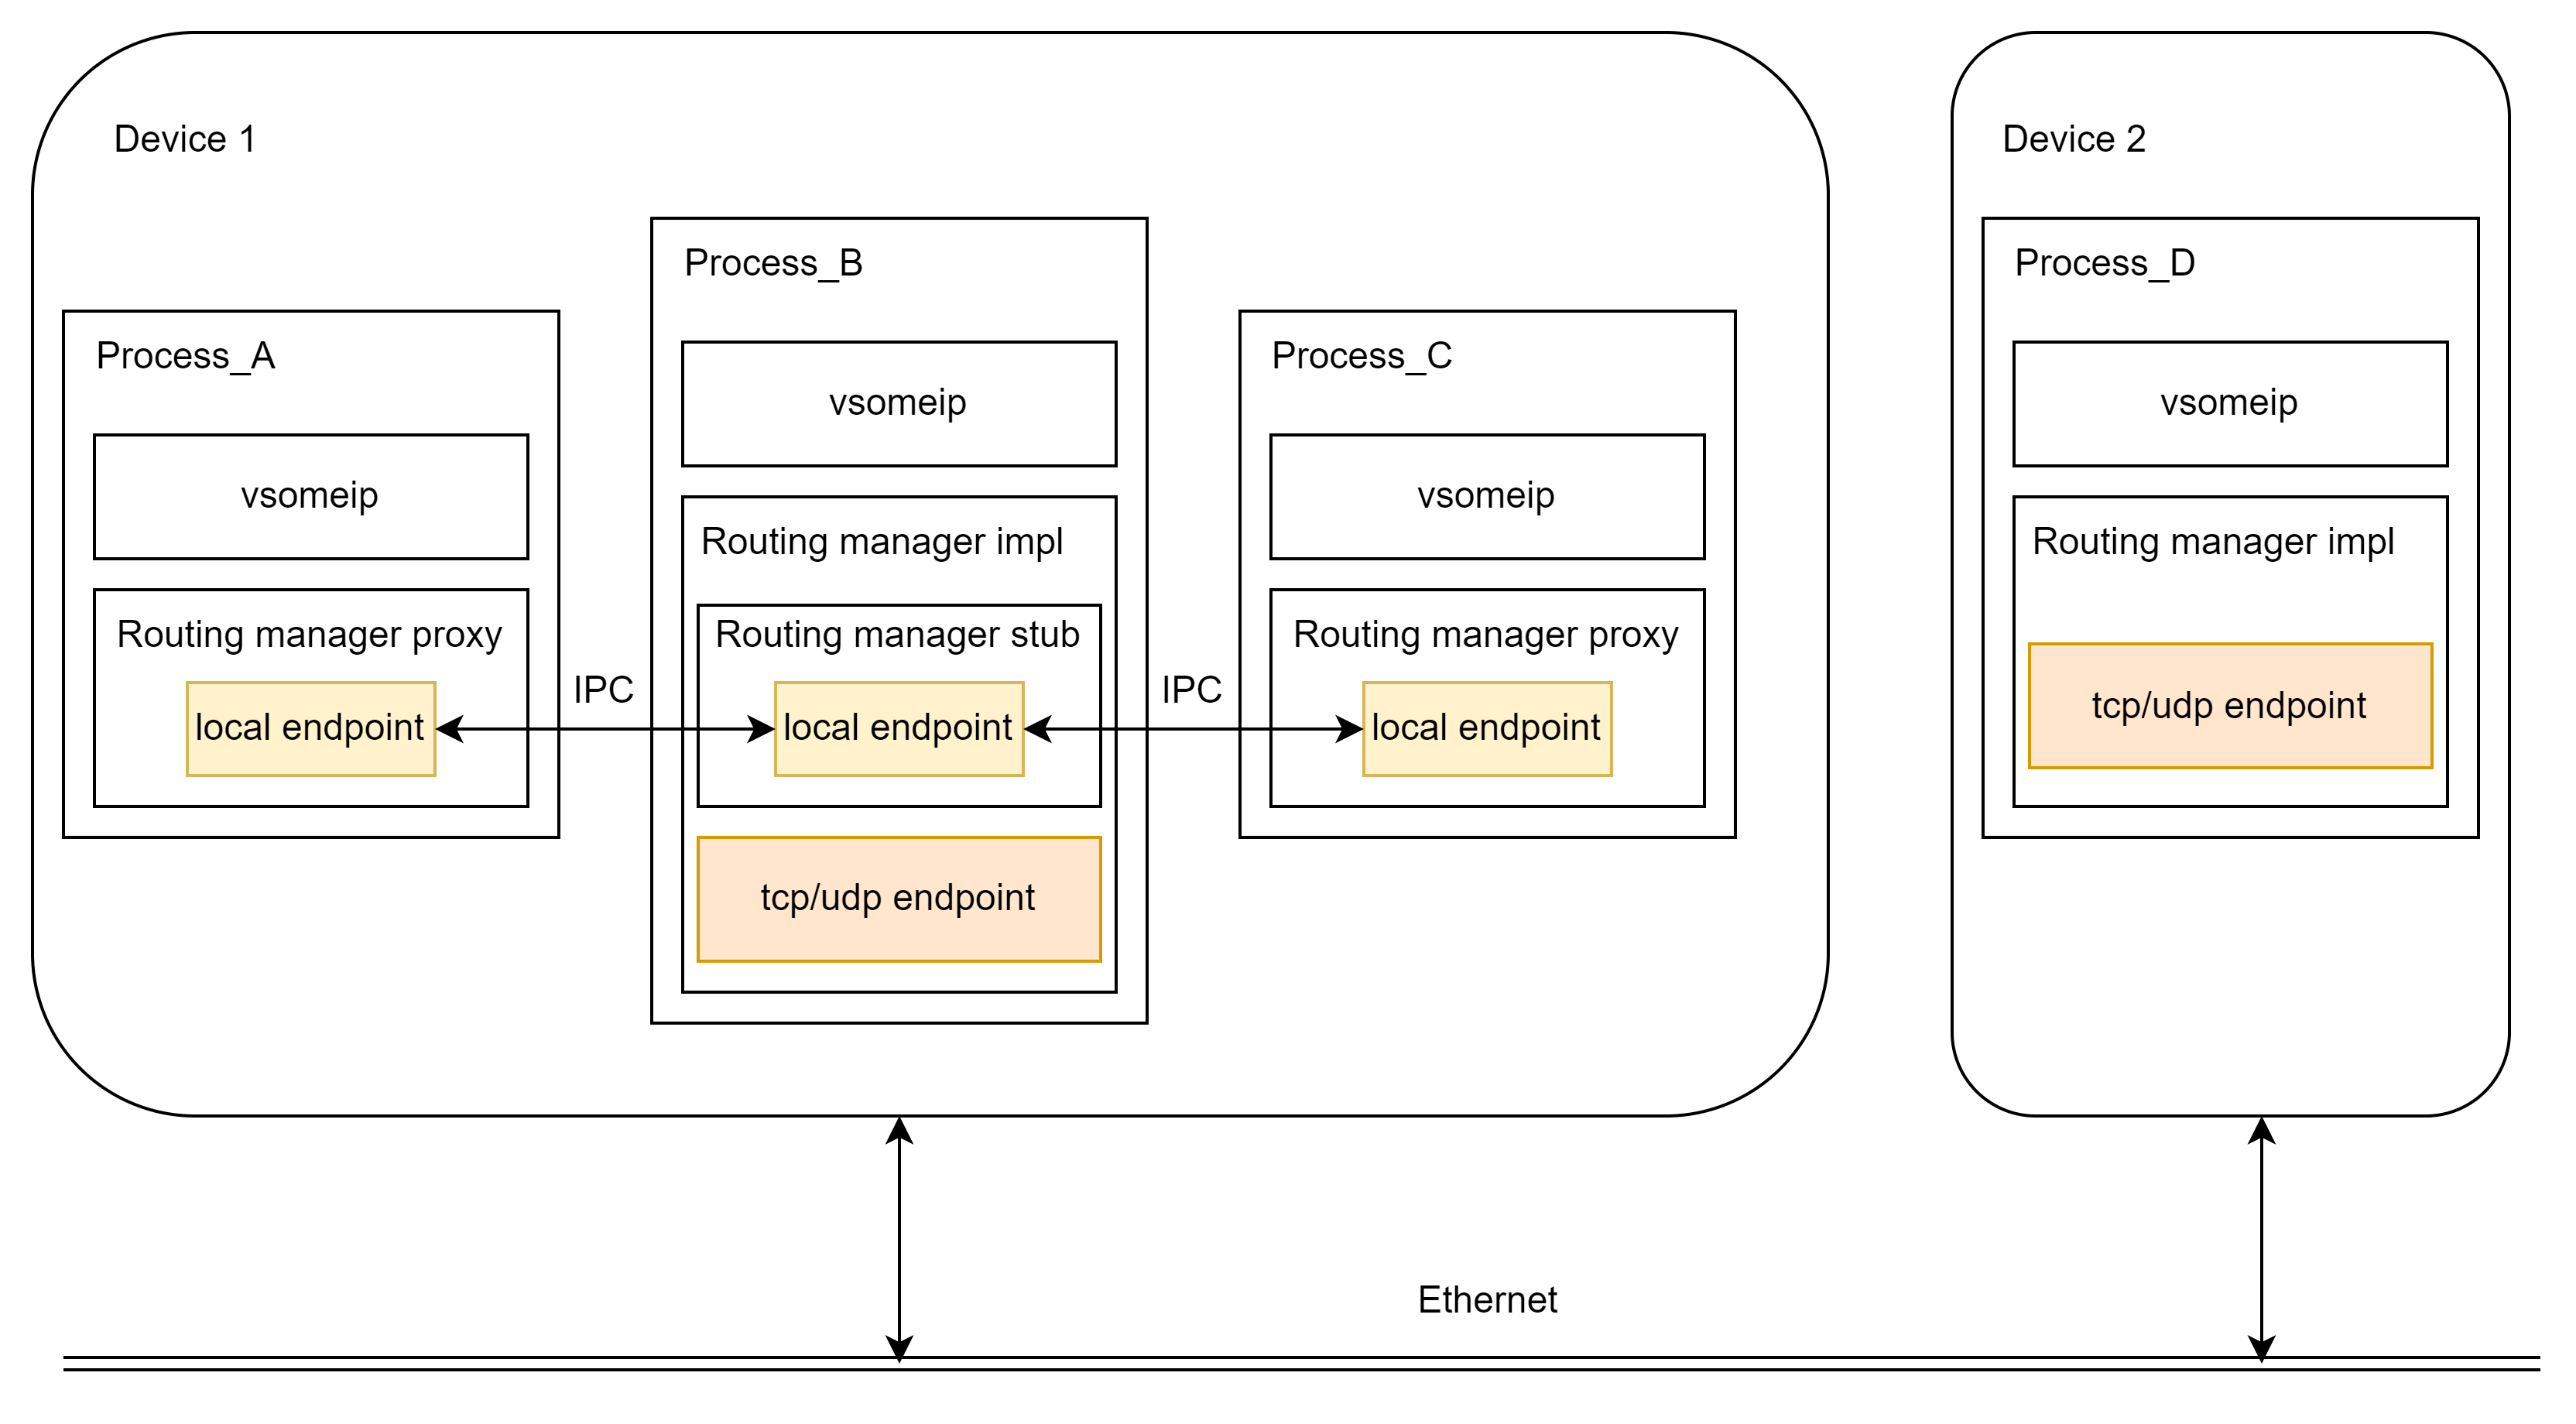 Device 1
Process_A
vsomeip
Routing manager proxy
local endpoint
IPC
Process_B
vsomeip
Routing manager impl
Routing manager stub
local endpoint
tcp/udp endpoint
IPC
Process_C
vsomeip
Routing manager proxy
local endpoint
Device 2
Process_D
vsomeip
Routing manager impl
tcp/udp endpoint
Ethernet